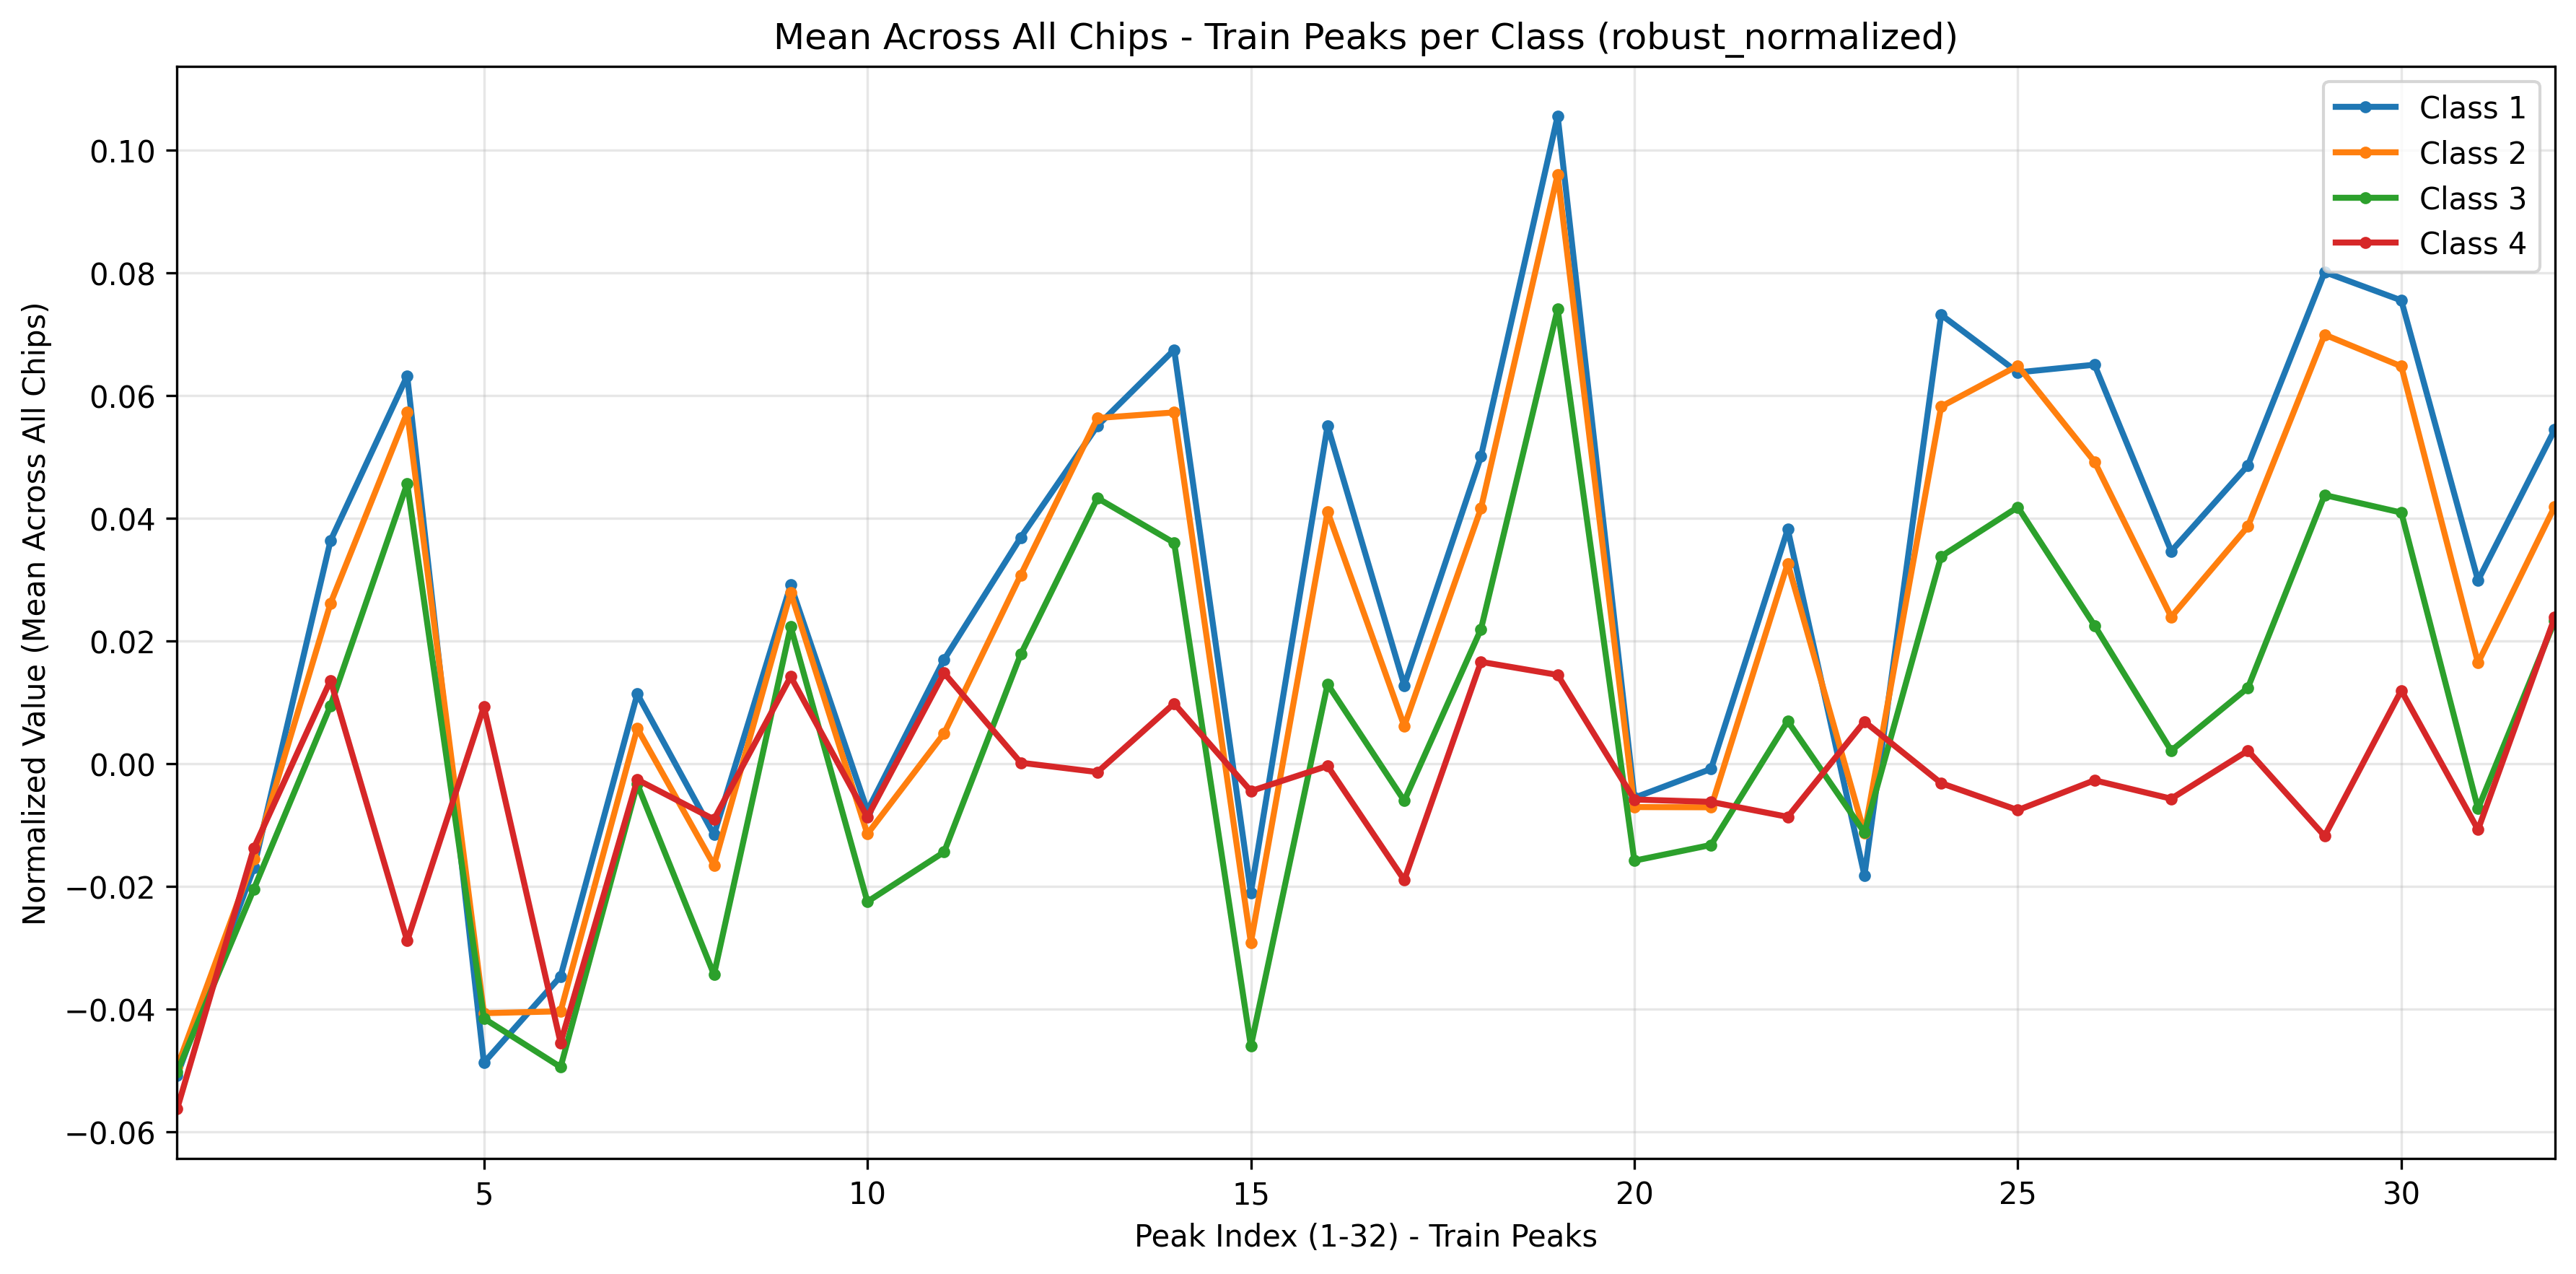 Mean Across All Chips - Train Peaks per Class (robust_normalized)
Class 1
Class 2
Class 3
Class 4
Normalized Value (Mean Across All Chips)
0.10
0.08
0.06
0.04
0.02
0.00
−0.02
−0.04
−0.06
5 10 15 20 25 30
Peak Index (1-32) - Train Peaks